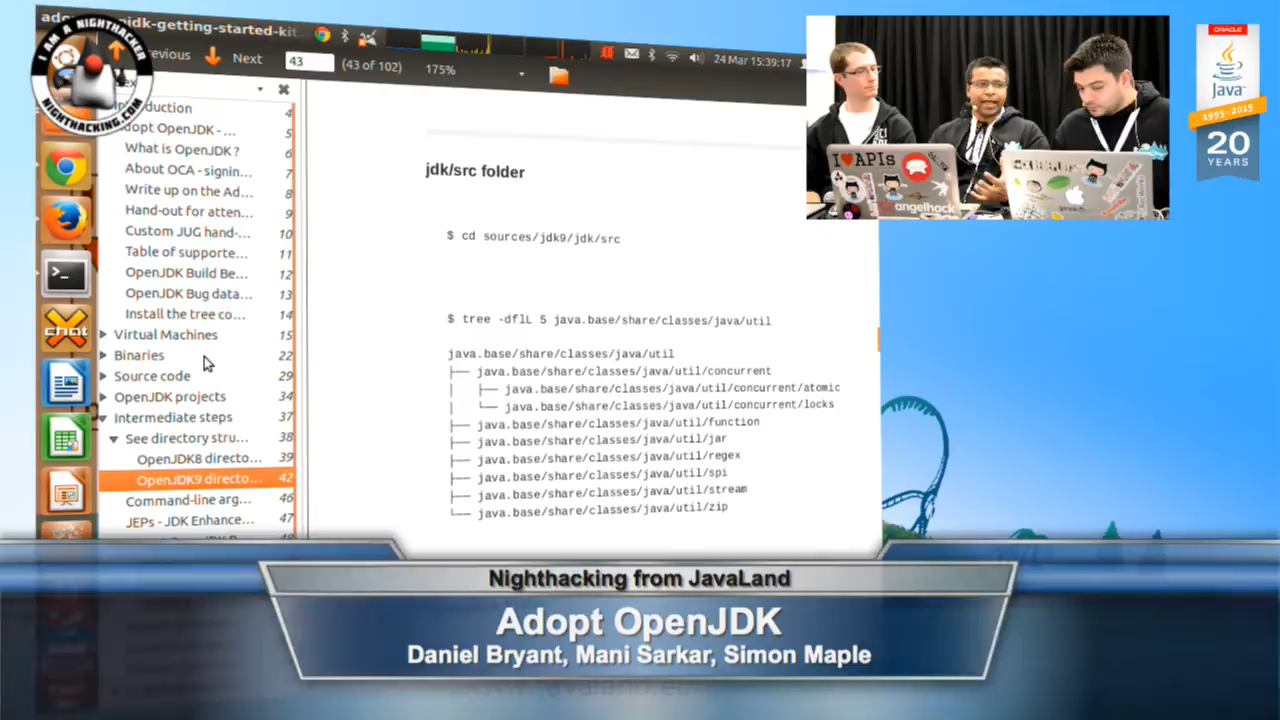 adopt-openjdk-getting-started-kit
Previous
Next
43
(43 of 102)
175%
24 Mar 15:39:17
I AM A NIGHTHACKER
NIGHTHACKING.COM
Introduction 4
Adopt OpenJDK - ... 5
What is OpenJDK ? 6
About OCA - signin... 7
Write up on the Ad... 8
Hand-out for atten... 9
Custom JUG hand-... 10
Table of supporte... 11
OpenJDK Build Be... 12
OpenJDK Bug data... 13
Install the tree co... 14
Virtual Machines 15
Binaries 22
Source code 29
OpenJDK projects 34
Intermediate steps 37
See directory stru... 38
OpenJDK8 directo... 39
OpenJDK9 directo... 42
Command-line arg... 46
JEPs - JDK Enhance... 47
chat
jdk/src folder
$ cd sources/jdk9/jdk/src
$ tree -dflL 5 java.base/share/classes/java/util
java.base/share/classes/java/util
├── java.base/share/classes/java/util/concurrent
│   ├── java.base/share/classes/java/util/concurrent/atomic
│   └── java.base/share/classes/java/util/concurrent/locks
├── java.base/share/classes/java/util/function
├── java.base/share/classes/java/util/jar
├── java.base/share/classes/java/util/regex
├── java.base/share/classes/java/util/spi
├── java.base/share/classes/java/util/stream
└── java.base/share/classes/java/util/zip
I ♥ APIs
angelhack
ORACLE
Java
1995-2015
20
YEARS
Nighthacking from JavaLand
Adopt OpenJDK
Daniel Bryant, Mani Sarkar, Simon Maple